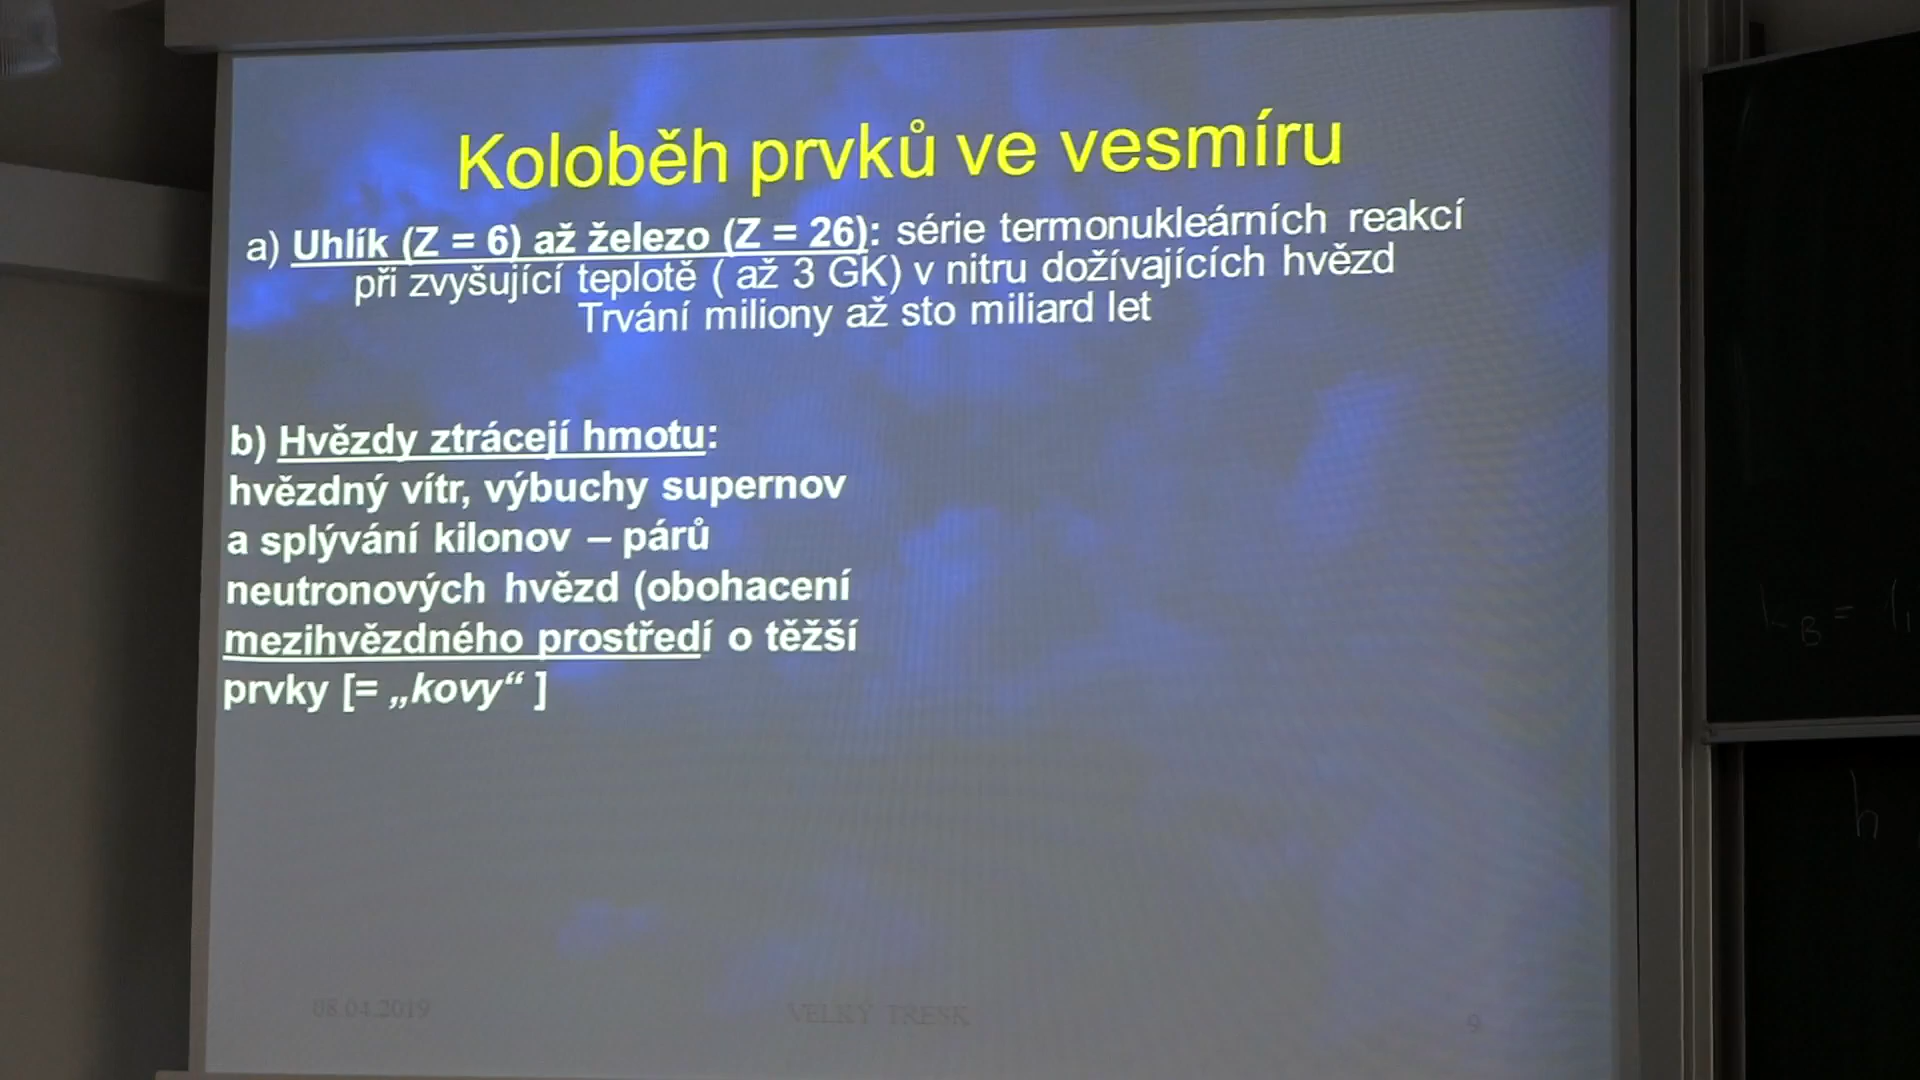 Koloběh prvků ve vesmíru
a) Uhlík (Z = 6) až železo (Z = 26): série termonukleárních reakcí
při zvyšující teplotě ( až 3 GK) v nitru dožívajících hvězd
Trvání miliony až sto miliard let
b) Hvězdy ztrácejí hmotu:
hvězdný vítr, výbuchy supernov
a splývání kilonov – párů
neutronových hvězd (obohacení
mezihvězdného prostředí o těžší
prvky [= „kovy“ ]
08.04.2019
VELKÝ TŘESK
9
h